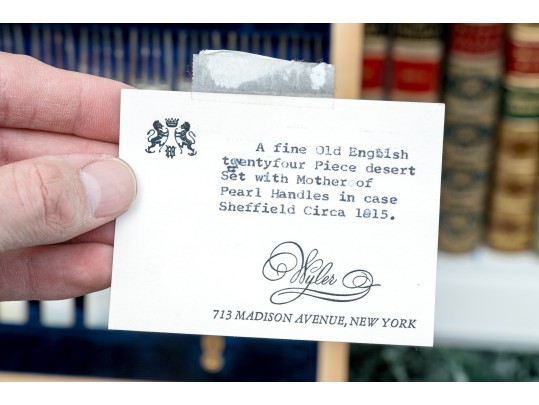 A fine Old Engbish
twentyfour Piece desert
Set with Mother of
Pearl Handles in case
Sheffield Circa 1815.
Wyler
713 MADISON AVENUE, NEW YORK